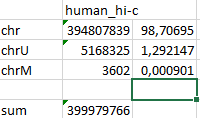 human_hi-c
chr 394807839 98,70695
chrU 5168325 1,292147
chrM 3602 0,000901
sum 399979766